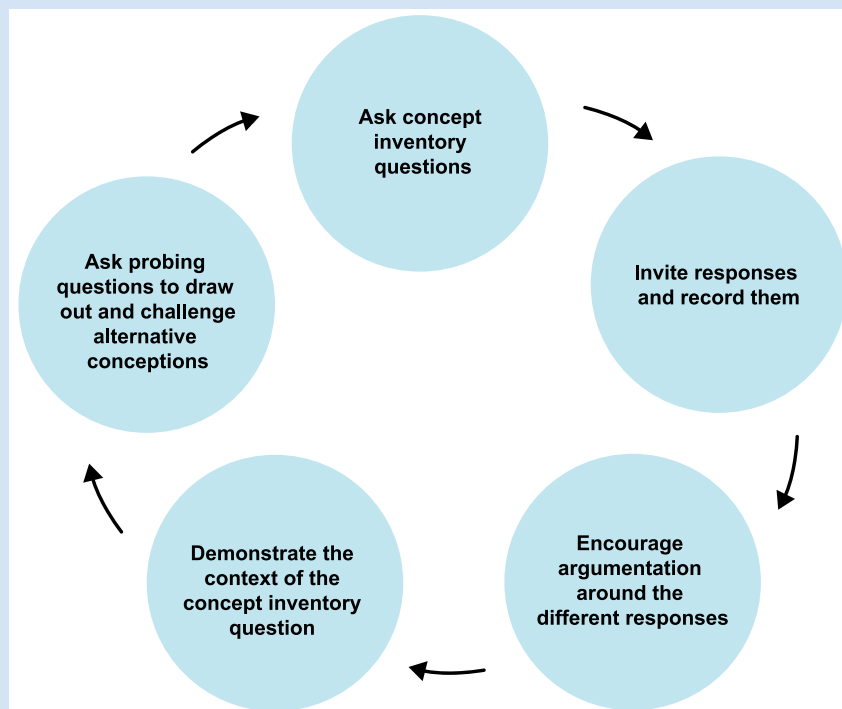 Ask concept
inventory
questions
Invite responses
and record them
Encourage
argumentation
around the
different responses
Demonstrate the
context of the
concept inventory
question
Ask probing
questions to draw
out and challenge
alternative
conceptions